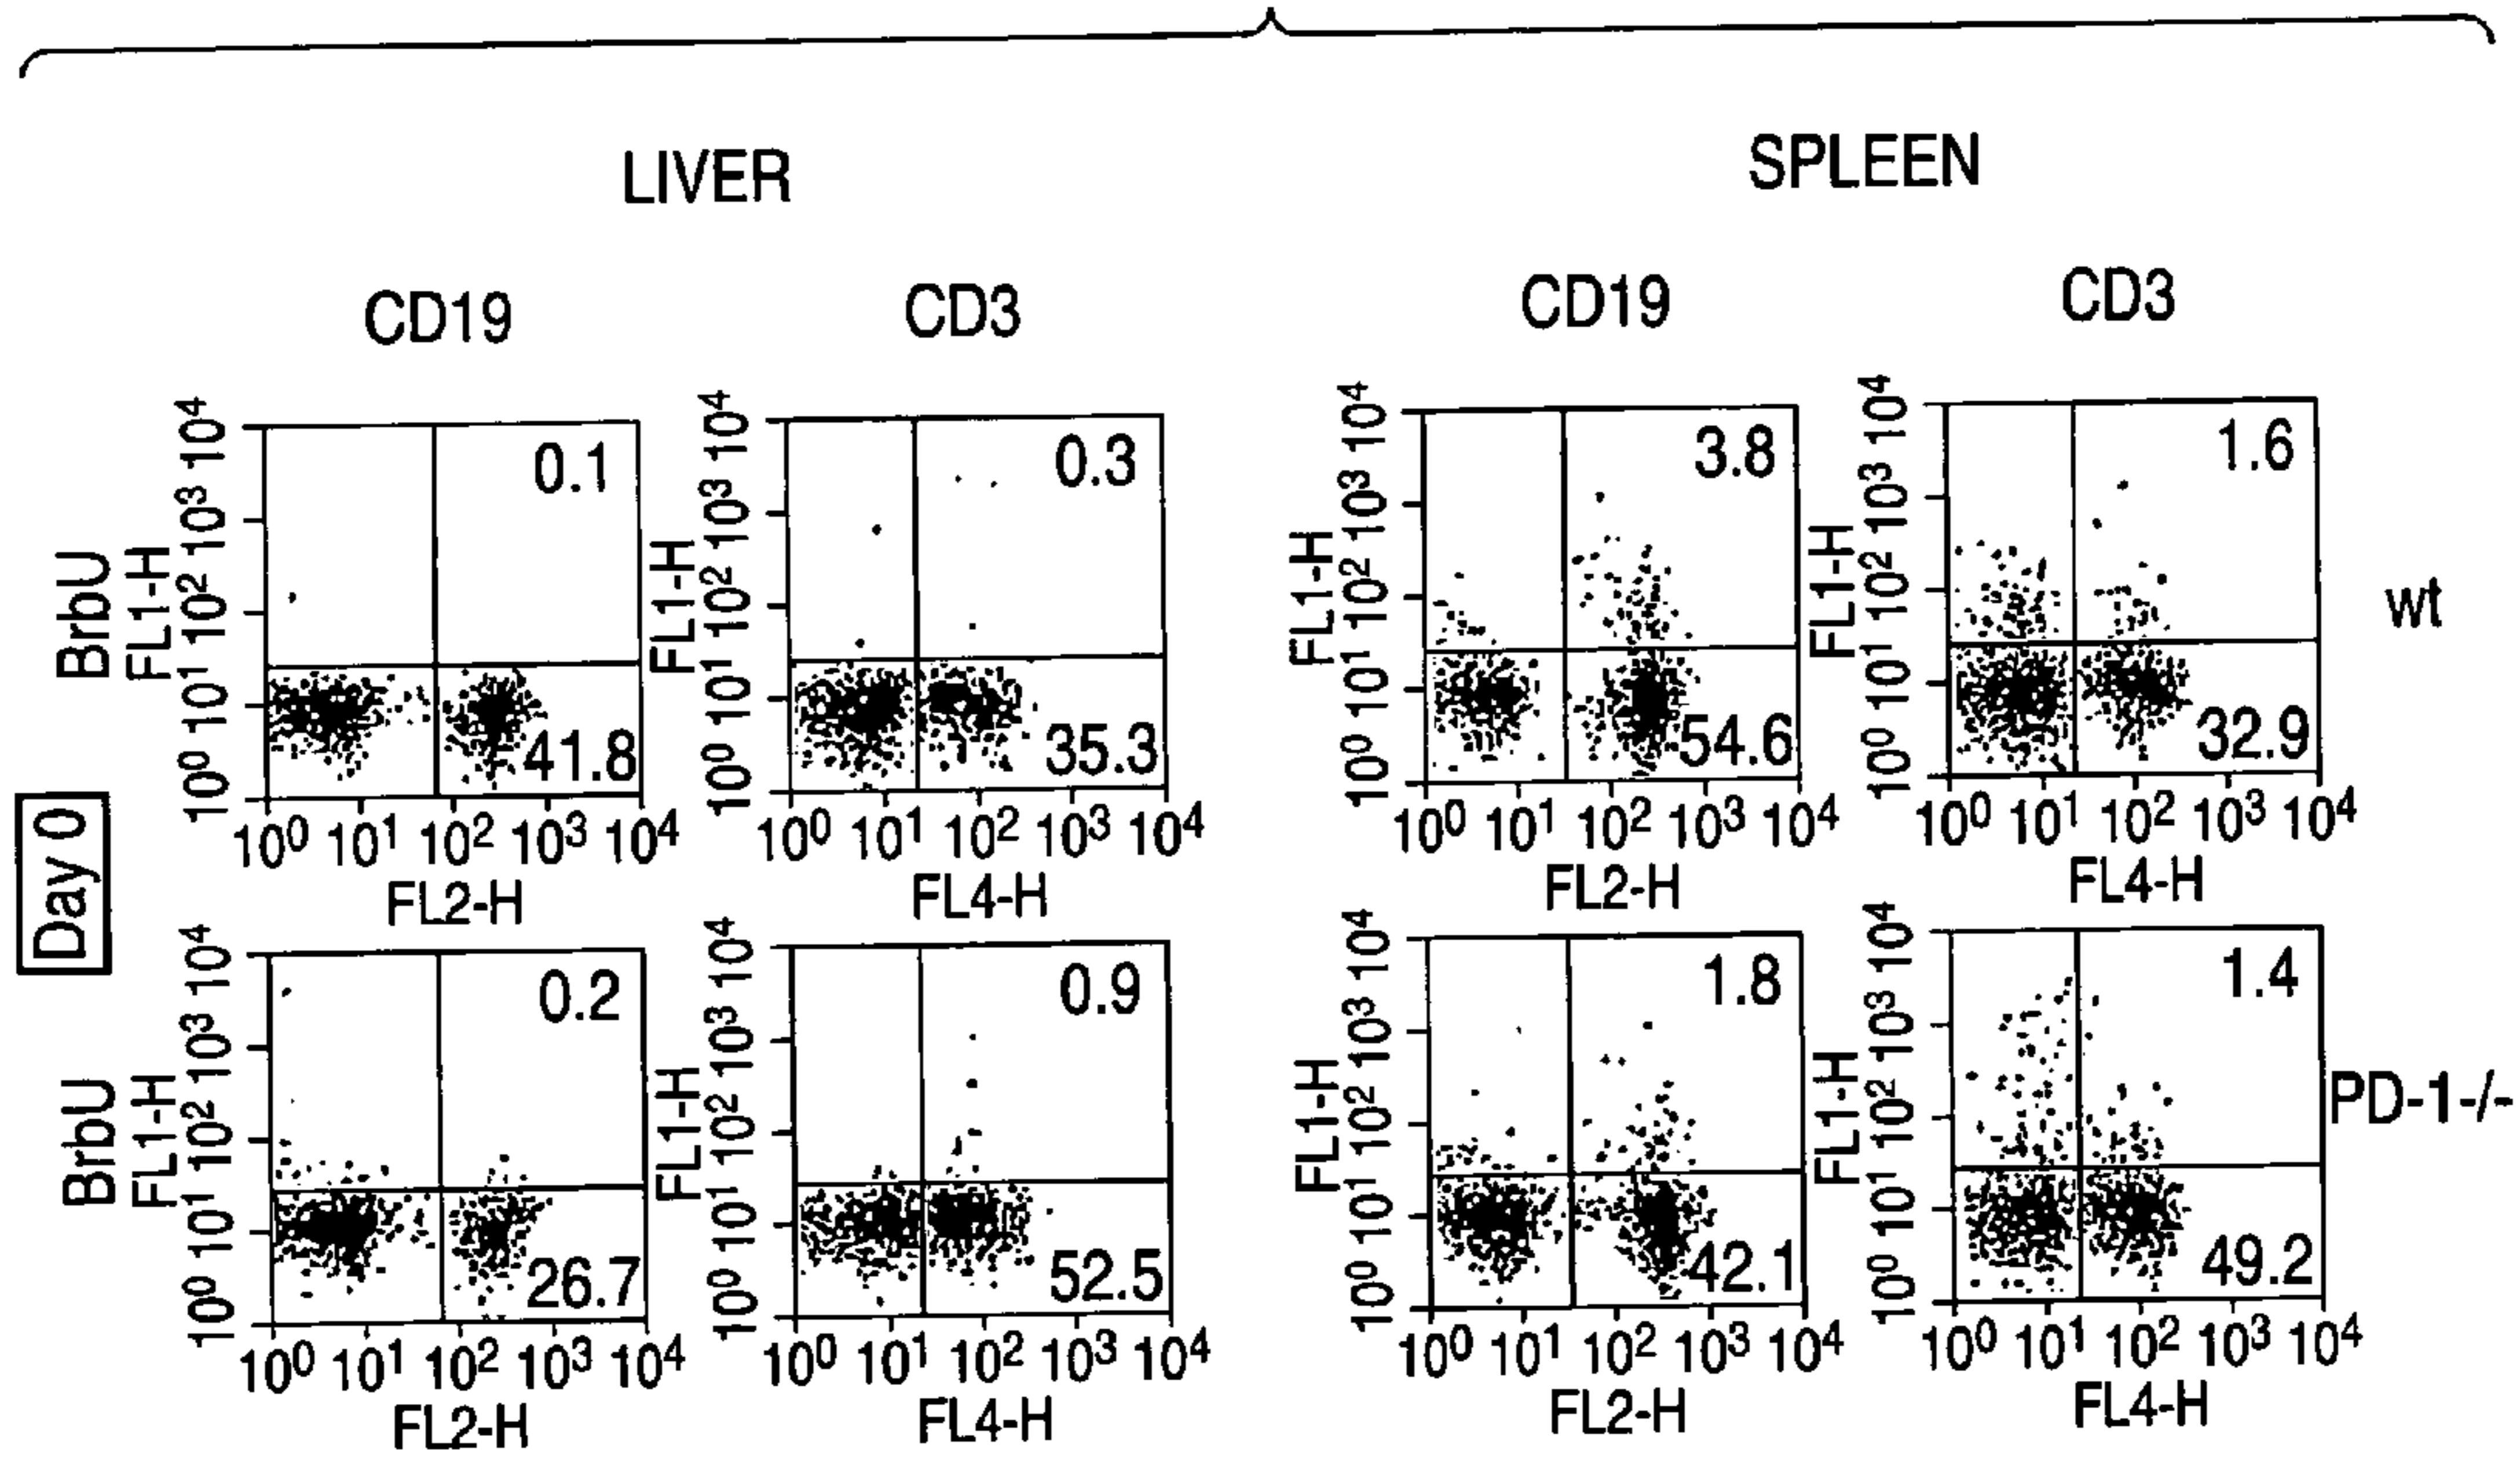 LIVER
SPLEEN
CD19
CD3
CD19
CD3
Day 0
BrbU
FL1-H
10⁰ 10¹ 10² 10³ 10⁴
0.1
41.8
10⁰ 10¹ 10² 10³ 10⁴
FL2-H
FL1-H
10⁰ 10¹ 10² 10³ 10⁴
0.3
35.3
10⁰ 10¹ 10² 10³ 10⁴
FL4-H
FL1-H
10⁰ 10¹ 10² 10³ 10⁴
3.8
54.6
10⁰ 10¹ 10² 10³ 10⁴
FL2-H
FL1-H
10⁰ 10¹ 10² 10³ 10⁴
1.6
32.9
10⁰ 10¹ 10² 10³ 10⁴
FL4-H
wt
BrbU
FL1-H
10⁰ 10¹ 10² 10³ 10⁴
0.2
26.7
10⁰ 10¹ 10² 10³ 10⁴
FL2-H
FL1-H
10⁰ 10¹ 10² 10³ 10⁴
0.9
52.5
10⁰ 10¹ 10² 10³ 10⁴
FL4-H
FL1-H
10⁰ 10¹ 10² 10³ 10⁴
1.8
42.1
10⁰ 10¹ 10² 10³ 10⁴
FL2-H
FL1-H
10⁰ 10¹ 10² 10³ 10⁴
1.4
49.2
10⁰ 10¹ 10² 10³ 10⁴
FL4-H
PD-1-/-